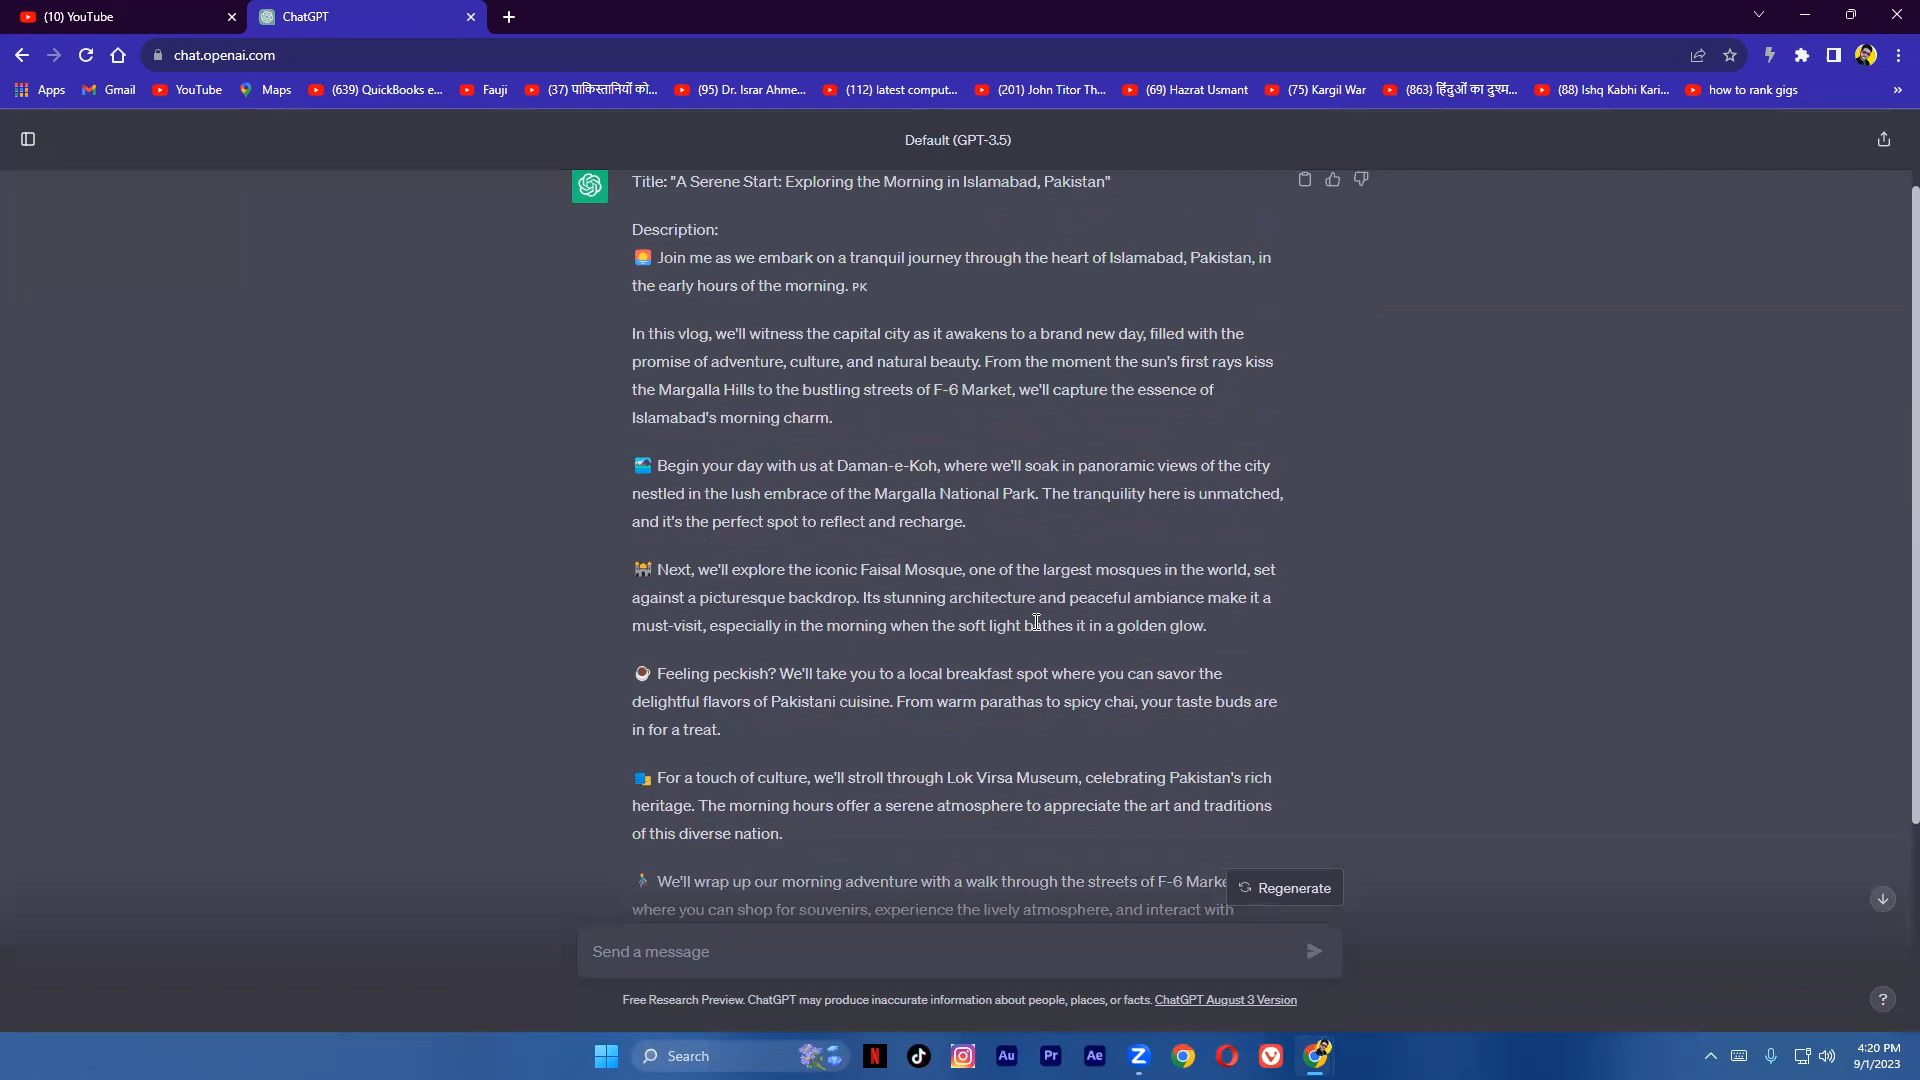 (10) YouTube
ChatGPT
chat.openai.com
Apps
Gmail
YouTube
Maps
(639) QuickBooks e...
Fauji
(37) पाकिस्तानियों को...
(95) Dr. Israr Ahme...
(112) latest comput...
(201) John Titor Th...
(69) Hazrat Usmant
(75) Kargil War
(863) हिंदुओं का दुश्म...
(88) Ishq Kabhi Kari...
how to rank gigs
»
Default (GPT-3.5)
Title: "A Serene Start: Exploring the Morning in Islamabad, Pakistan"
Description:
🌅 Join me as we embark on a tranquil journey through the heart of Islamabad, Pakistan, in
the early hours of the morning. PK
In this vlog, we'll witness the capital city as it awakens to a brand new day, filled with the
promise of adventure, culture, and natural beauty. From the moment the sun's first rays kiss
the Margalla Hills to the bustling streets of F-6 Market, we'll capture the essence of
Islamabad's morning charm.
🏞️ Begin your day with us at Daman-e-Koh, where we'll soak in panoramic views of the city
nestled in the lush embrace of the Margalla National Park. The tranquility here is unmatched,
and it's the perfect spot to reflect and recharge.
🕌 Next, we'll explore the iconic Faisal Mosque, one of the largest mosques in the world, set
against a picturesque backdrop. Its stunning architecture and peaceful ambiance make it a
must-visit, especially in the morning when the soft light bathes it in a golden glow.
☕ Feeling peckish? We'll take you to a local breakfast spot where you can savor the
delightful flavors of Pakistani cuisine. From warm parathas to spicy chai, your taste buds are
in for a treat.
🎭 For a touch of culture, we'll stroll through Lok Virsa Museum, celebrating Pakistan's rich
heritage. The morning hours offer a serene atmosphere to appreciate the art and traditions
of this diverse nation.
🚶 We'll wrap up our morning adventure with a walk through the streets of F-6 Marke
where you can shop for souvenirs, experience the lively atmosphere, and interact with
Regenerate
Send a message
Free Research Preview. ChatGPT may produce inaccurate information about people, places, or facts. ChatGPT August 3 Version
?
Search
N
Au
Pr
Ae
Z
4:20 PM
9/1/2023